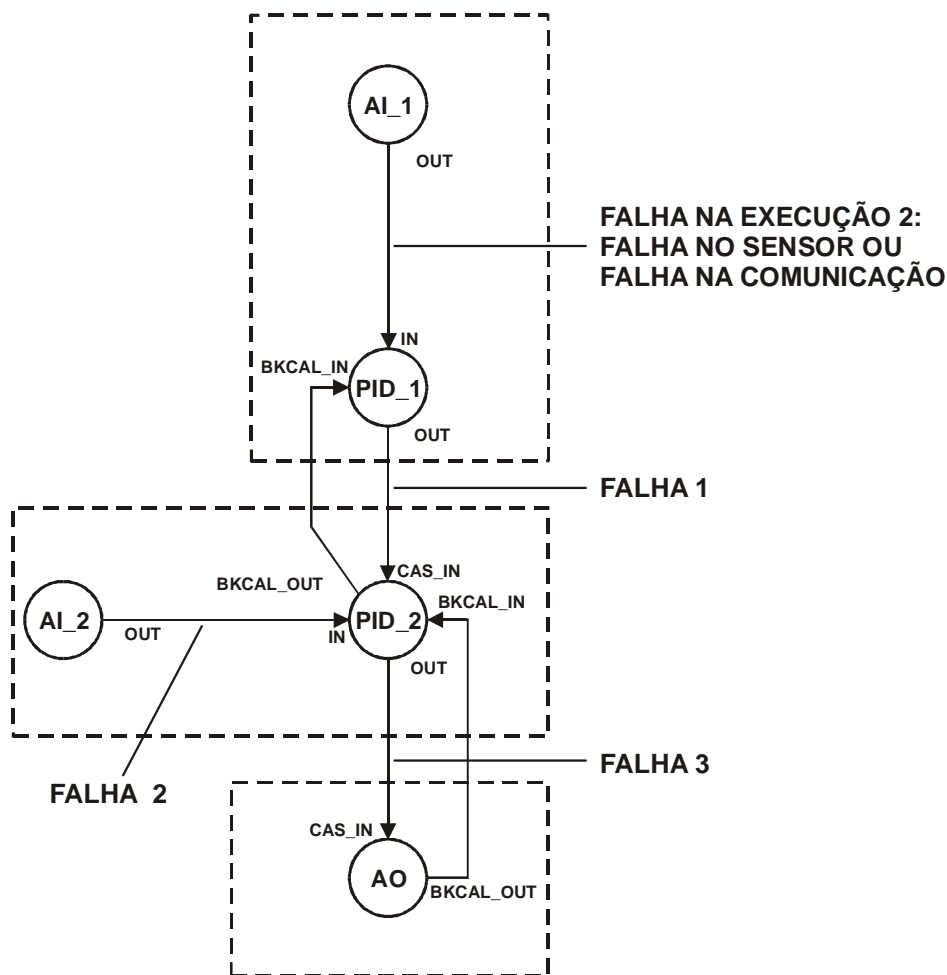 AI_1
OUT
FALHA NA EXECUÇÃO 2:
FALHA NO SENSOR OU
FALHA NA COMUNICAÇÃO
IN
BKCAL_IN
PID_1
OUT
FALHA 1
CAS_IN
BKCAL_OUT
BKCAL_IN
AI_2
OUT
IN
PID_2
OUT
FALHA 3
FALHA 2
CAS_IN
AO
BKCAL_OUT